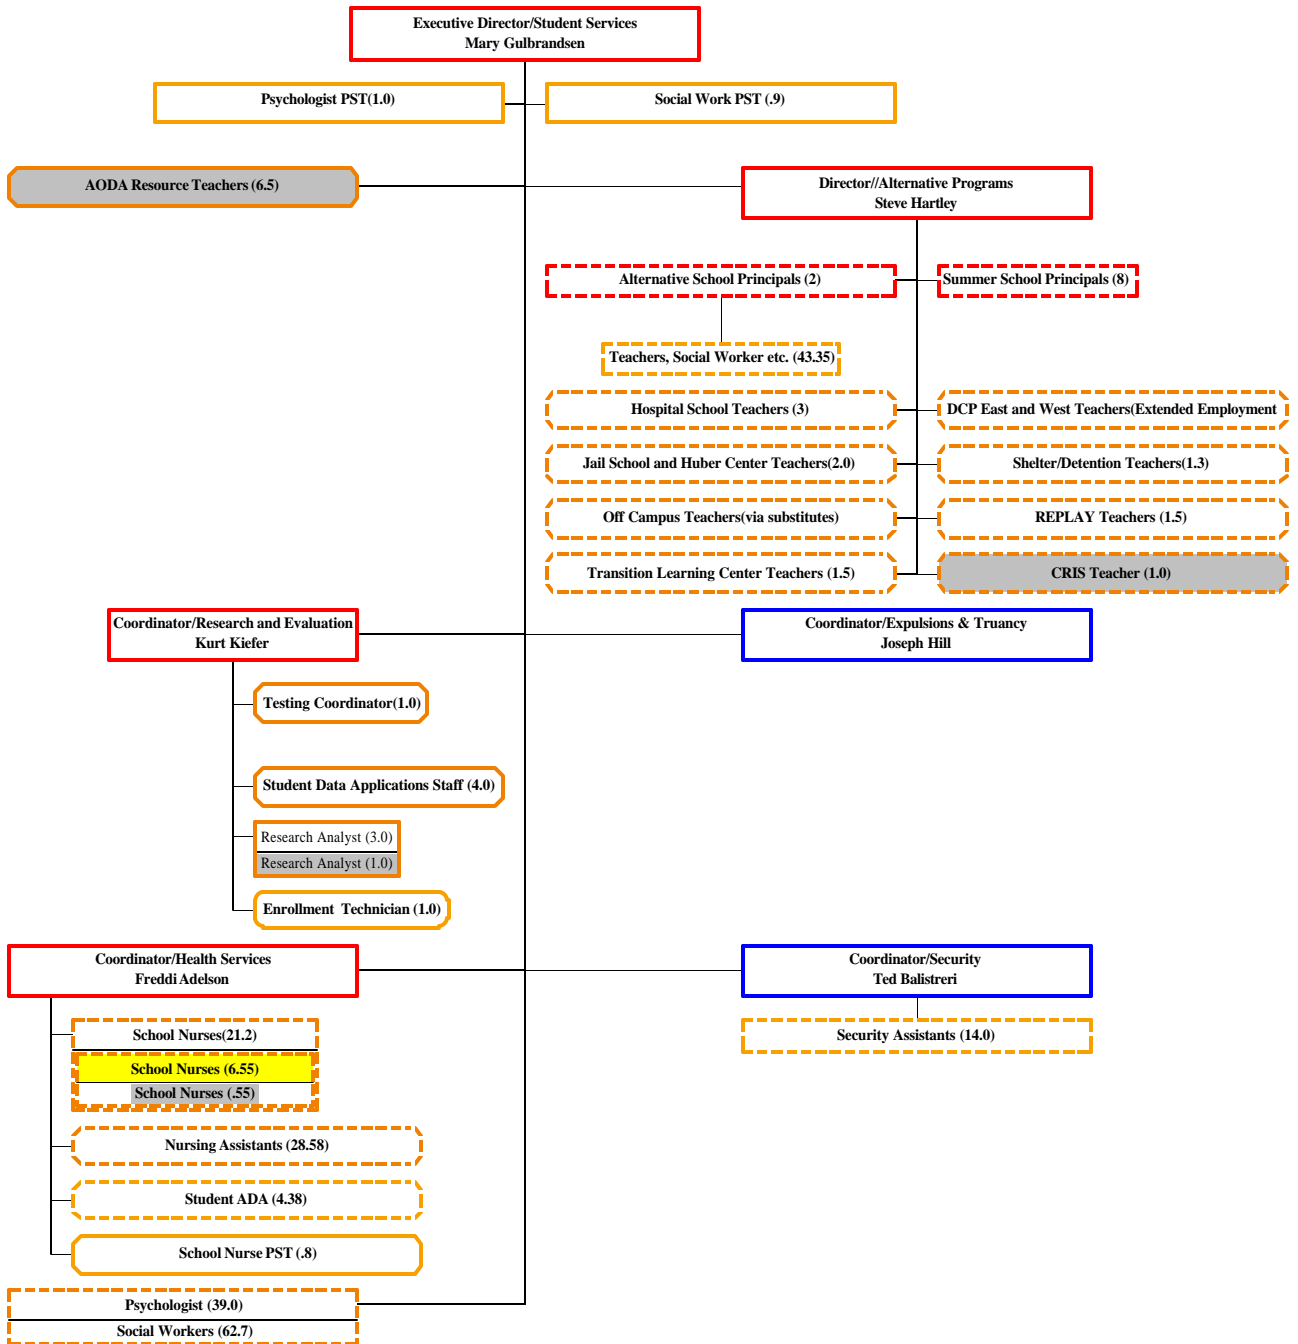 Executive Director/Student Services
Mary Gulbrandsen
Psychologist PST(1.0)
Social Work PST (.9)
AODA Resource Teachers (6.5)
Director//Alternative Programs
Steve Hartley
Alternative School Principals (2)
Summer School Principals (8)
Teachers, Social Worker etc. (43.35)
Hospital School Teachers (3)
DCP East and West Teachers(Extended Employment
Jail School and Huber Center Teachers(2.0)
Shelter/Detention Teachers(1.3)
Off Campus Teachers(via substitutes)
REPLAY Teachers (1.5)
Transition Learning Center Teachers (1.5)
CRIS Teacher (1.0)
Coordinator/Research and Evaluation
Kurt Kiefer
Coordinator/Expulsions & Truancy
Joseph Hill
Testing Coordinator(1.0)
Student Data Applications Staff (4.0)
Research Analyst (3.0)
Research Analyst (1.0)
Enrollment Technician (1.0)
Coordinator/Health Services
Freddi Adelson
Coordinator/Security
Ted Balistreri
School Nurses(21.2)
Security Assistants (14.0)
School Nurses (6.55)
School Nurses (.55)
Nursing Assistants (28.58)
Student ADA (4.38)
School Nurse PST (.8)
Psychologist (39.0)
Social Workers (62.7)